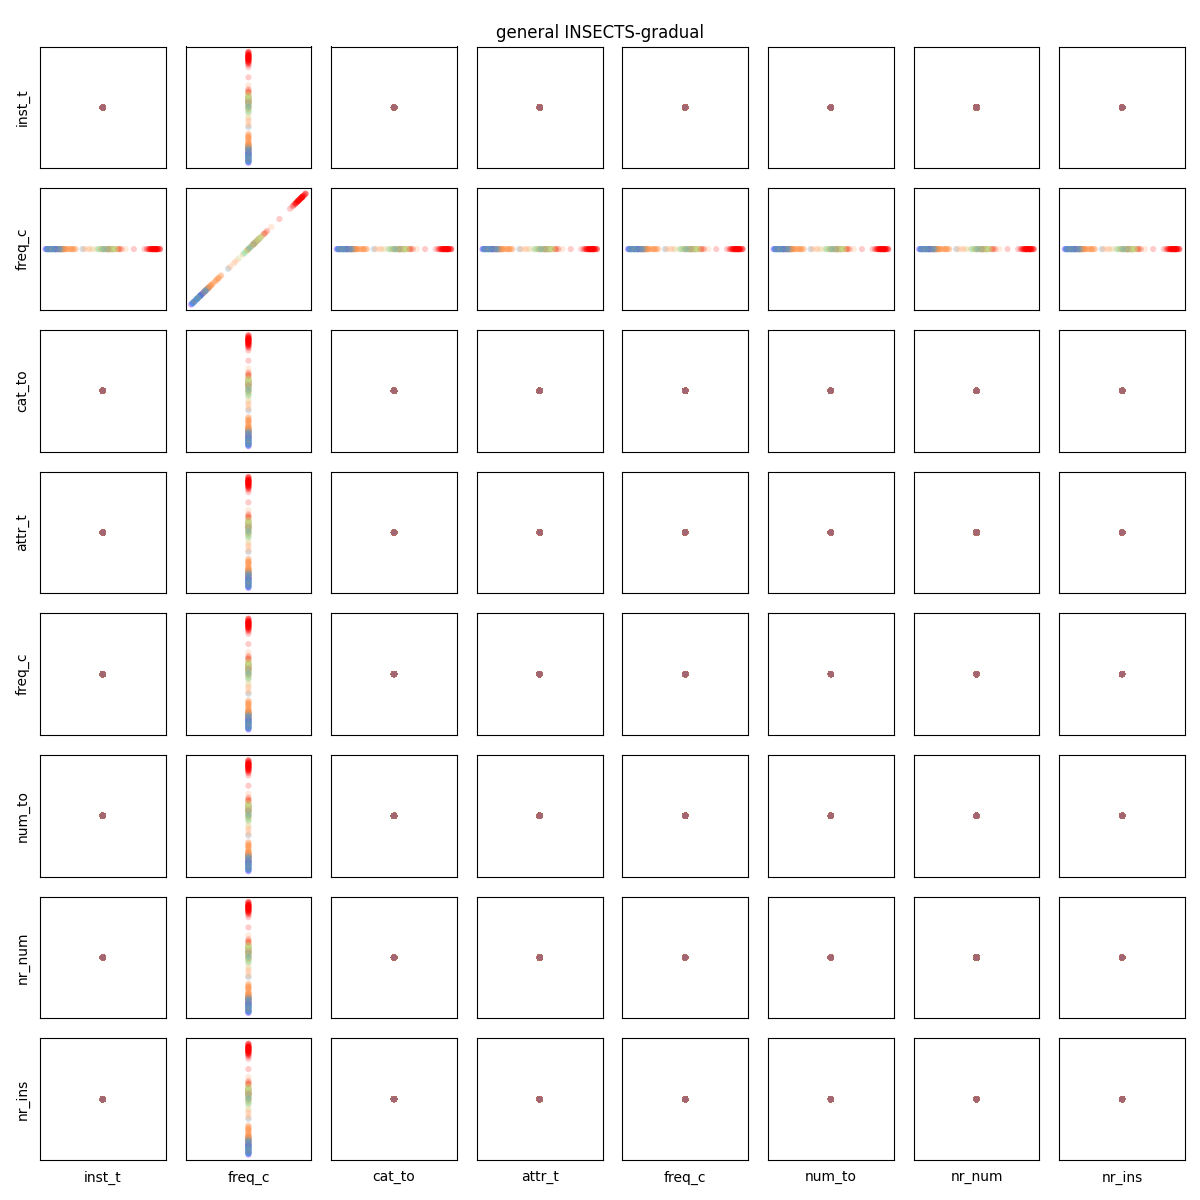 general INSECTS-gradual
inst_t
freq_c
cat_to
attr_t
freq_c
num_to
nr_num
nr_ins
inst_t freq_c cat_to attr_t freq_c num_to nr_num nr_ins